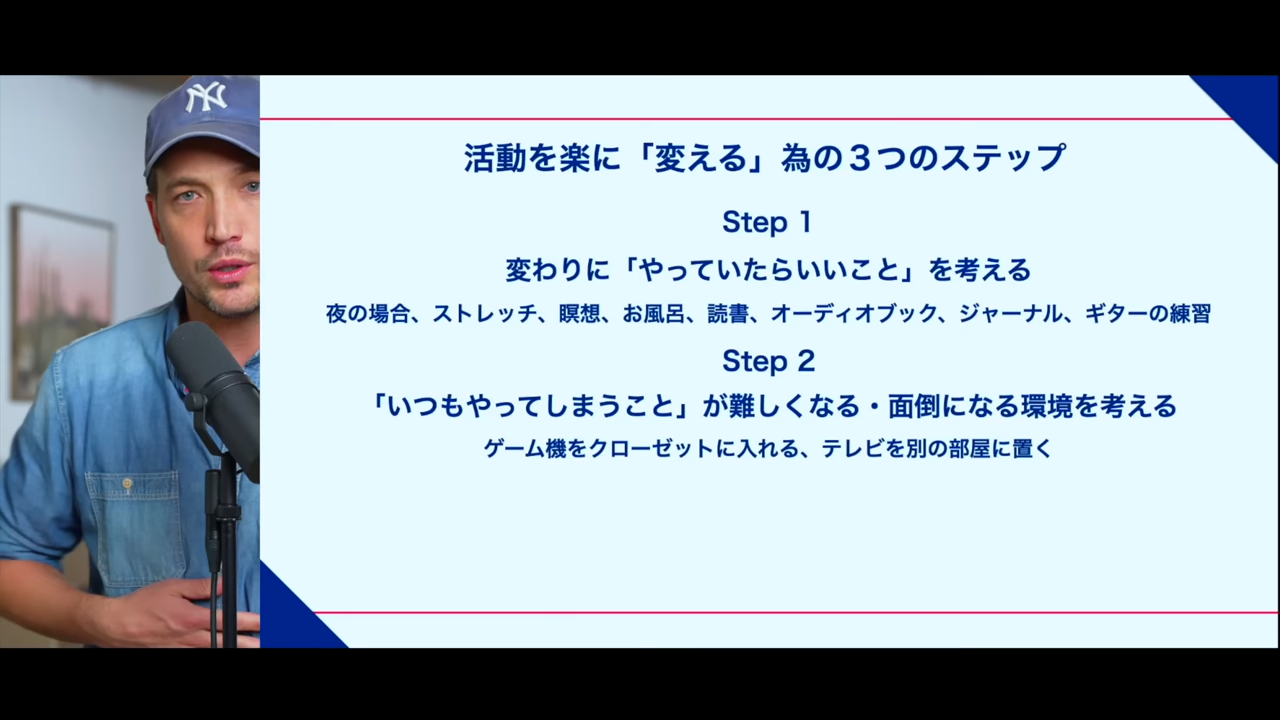 NY
活動を楽に「変える」為の３つのステップ
Step 1
変わりに「やっていたらいいこと」を考える
夜の場合、ストレッチ、瞑想、お風呂、読書、オーディオブック、ジャーナル、ギターの練習
Step 2
「いつもやってしまうこと」が難しくなる・面倒になる環境を考える
ゲーム機をクローゼットに入れる、テレビを別の部屋に置く